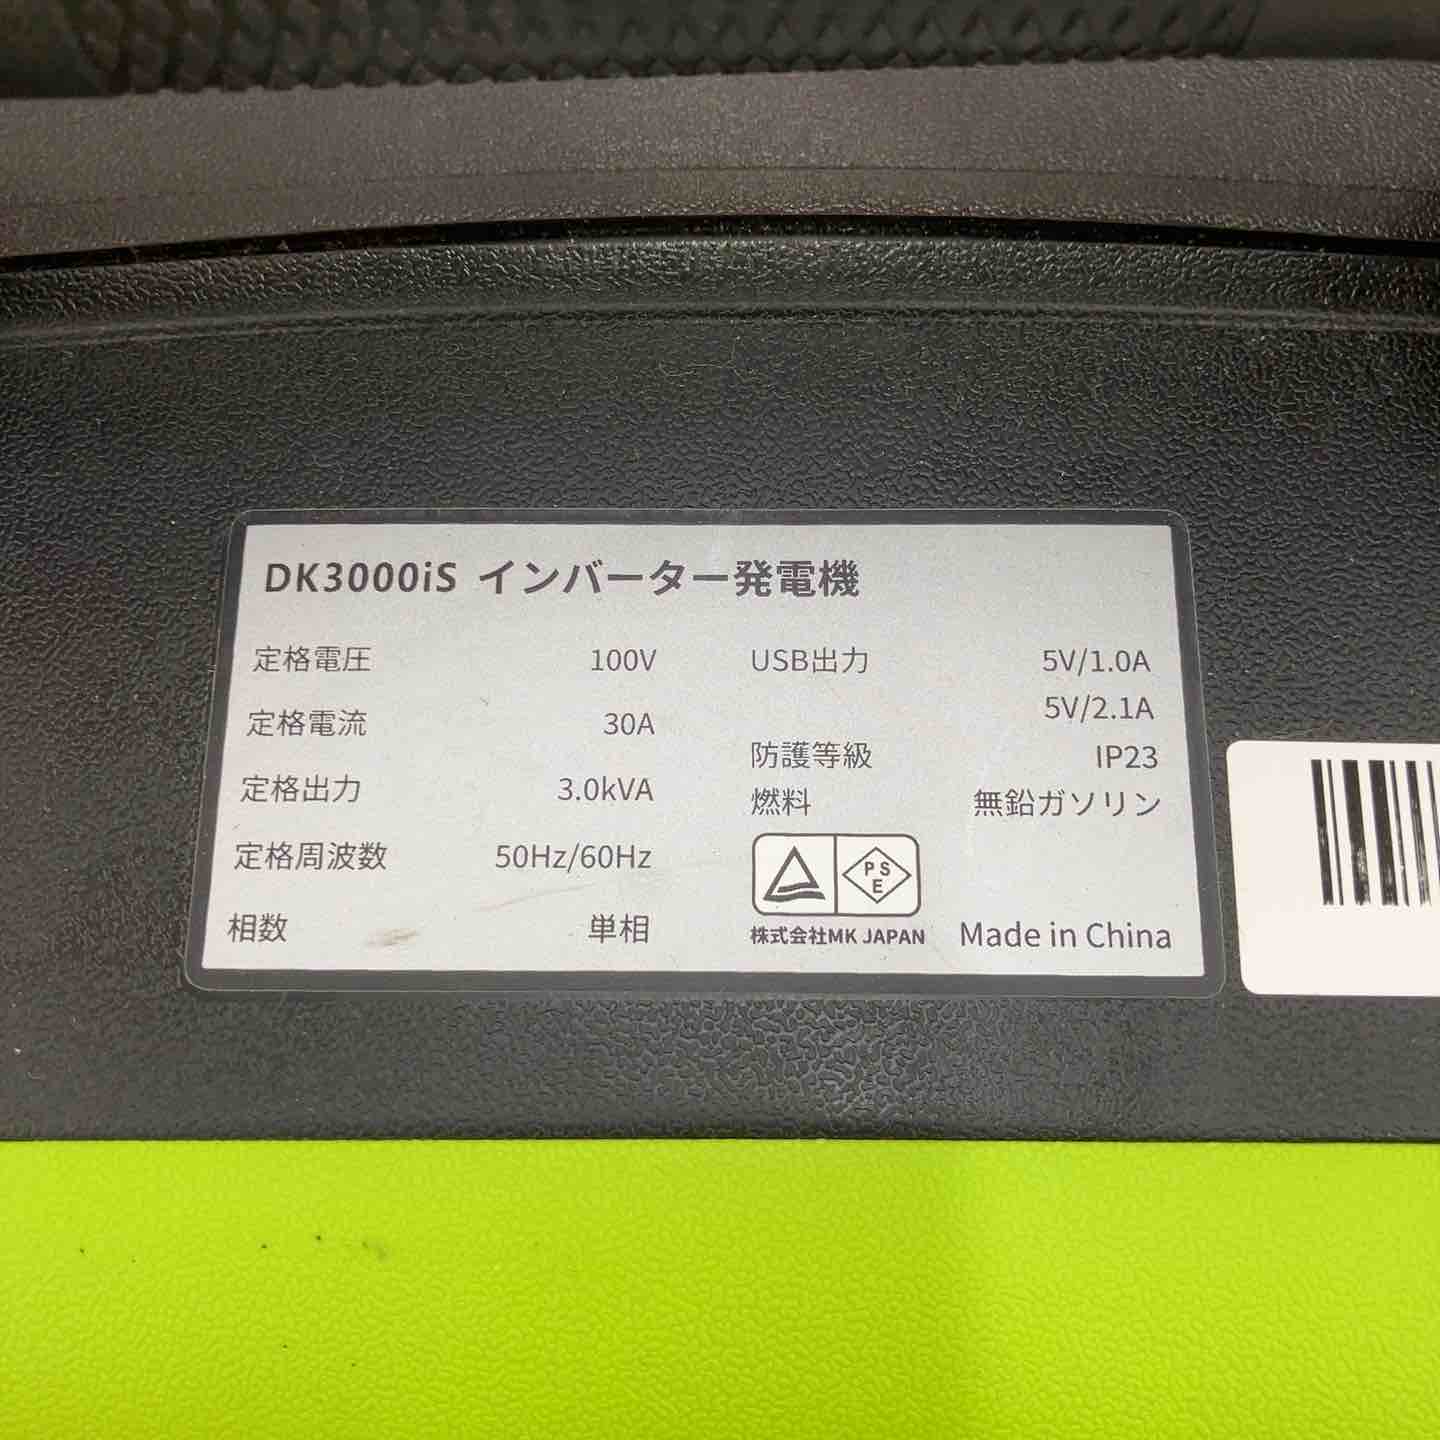 DK3000iS インバーター発電機
定格電圧 100V
定格電流 30A
定格出力 3.0kVA
定格周波数 50Hz/60Hz
相数 単相
USB出力 5V/1.0A
5V/2.1A
防護等級 IP23
燃料 無鉛ガソリン
PS
E
株式会社MK JAPAN
Made in China